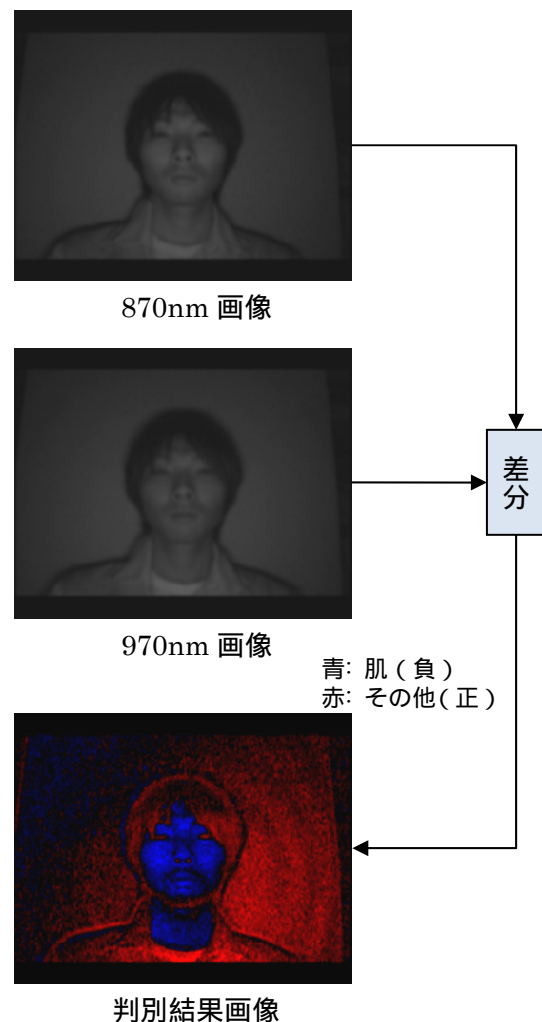 870nm 画像
差分
970nm 画像
青: 肌 ( 負 )
赤: その他( 正 )
判別結果画像